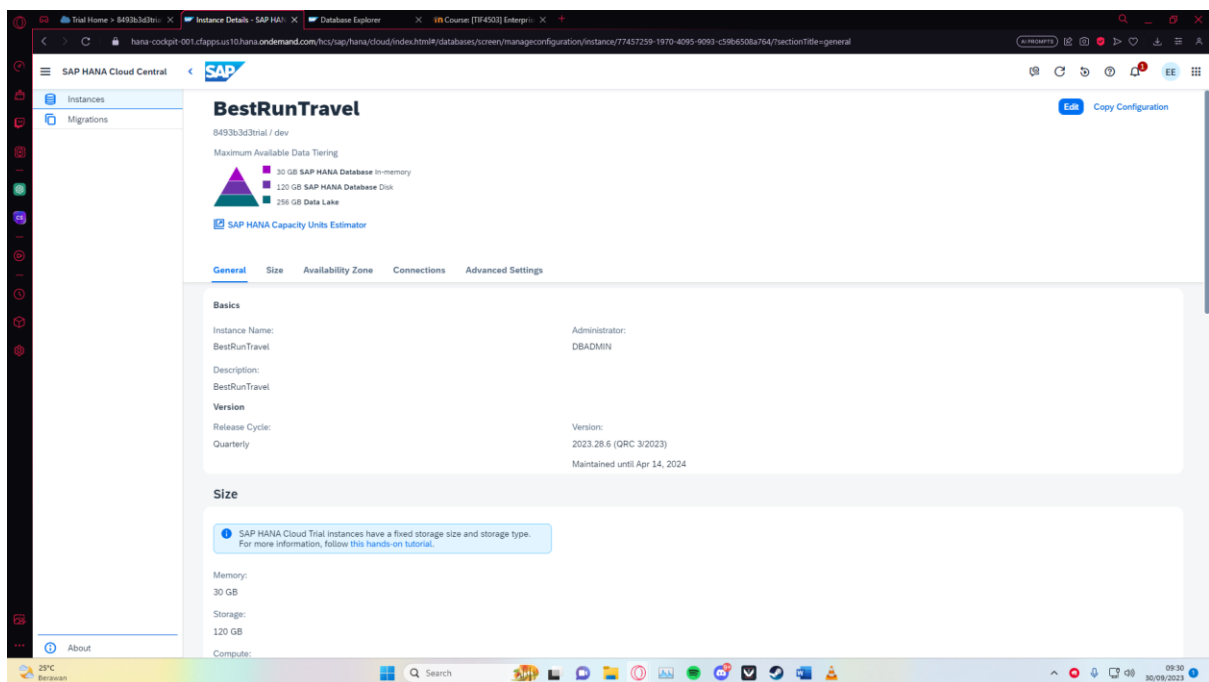 Trial Home > 8493b3d3tria
Instance Details - SAP HAN
Database Explorer
Course: [TIF4503] Enterpri
hana-cockpit-001.cfapps.us10.hana.ondemand.com/hcs/sap/hana/cloud/index.html#/databases/screen/manageconfiguration/instance/77457259-1970-4095-9093-c59b6508a764/?sectionTitle=general
AI PROMPTS
SAP HANA Cloud Central
SAP
1
EE
Instances
Migrations
BestRunTravel
Edit
Copy Configuration
8493b3d3trial / dev
Maximum Available Data Tiering
30 GB SAP HANA Database In-memory
120 GB SAP HANA Database Disk
256 GB Data Lake
SAP HANA Capacity Units Estimator
General Size Availability Zone Connections Advanced Settings
Basics
Instance Name:
BestRunTravel
Administrator:
DBADMIN
Description:
BestRunTravel
Version
Release Cycle:
Quarterly
Version:
2023.28.6 (QRC 3/2023)
Maintained until Apr 14, 2024
Size
SAP HANA Cloud Trial instances have a fixed storage size and storage type.
For more information, follow this hands-on tutorial.
Memory:
30 GB
Storage:
120 GB
Compute:
About
25°C
Berawan
Search
09:30
30/09/2023